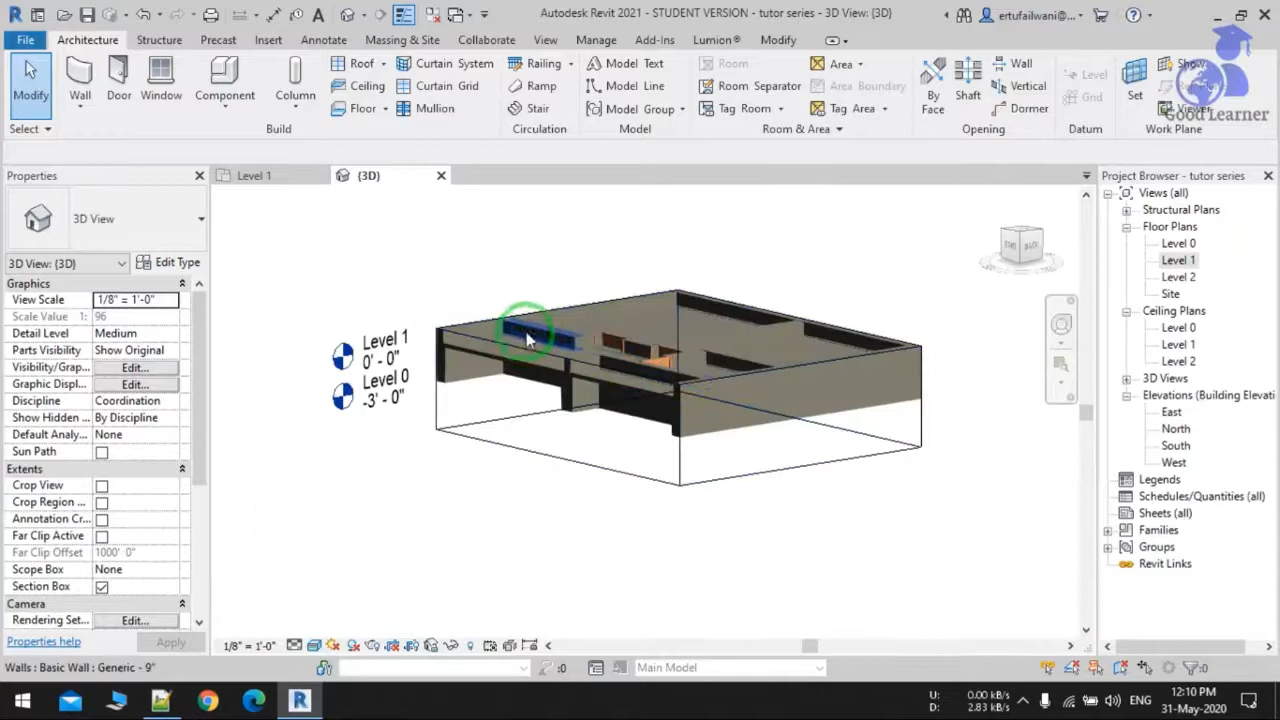 Autodesk Revit 2021 - STUDENT VERSION - tutor series - 3D View: {3D}
ertufailwani@...
File Architecture Structure Precast Insert Annotate Massing & Site Collaborate View Manage Add-Ins Lumion® Modify
Modify Wall Door Window Component Column
Roof Curtain System Railing Model Text Room Area
Ceiling Curtain Grid Ramp Model Line Room Separator Area Boundary
Floor Mullion Stair Model Group Tag Room Tag Area
By Face Shaft Wall Vertical Dormer Level Grid Set Show Viewer
Good Learner
Select Build Circulation Model Room & Area Opening Datum Work Plane
Properties
Level 1 {3D}
Project Browser - tutor series
3D View
3D View: {3D} Edit Type
Graphics
View Scale 1/8" = 1'-0"
Scale Value 1: 96
Detail Level Medium
Parts Visibility Show Original
Visibility/Grap... Edit...
Graphic Displ... Edit...
Discipline Coordination
Show Hidden ... By Discipline
Default Analy... None
Sun Path
Extents
Crop View
Crop Region ...
Annotation Cr...
Far Clip Active
Far Clip Offset 1000' 0"
Scope Box None
Section Box
Camera
Rendering Set... Edit...
Properties help Apply
Level 1
0' - 0"
Level 0
-3' - 0"
BACK
Views (all)
Structural Plans
Floor Plans
Level 0
Level 1
Level 2
Site
Ceiling Plans
Level 0
Level 1
Level 2
3D Views
Elevations (Building Elevati
East
North
South
West
Legends
Schedules/Quantities (all)
Sheets (all)
Families
Groups
Revit Links
1/8" = 1'-0"
Walls : Basic Wall : Generic - 9"
:0 Main Model :0
U: 0.00 kB/s
D: 2.83 kB/s
ENG
12:10 PM
31-May-2020